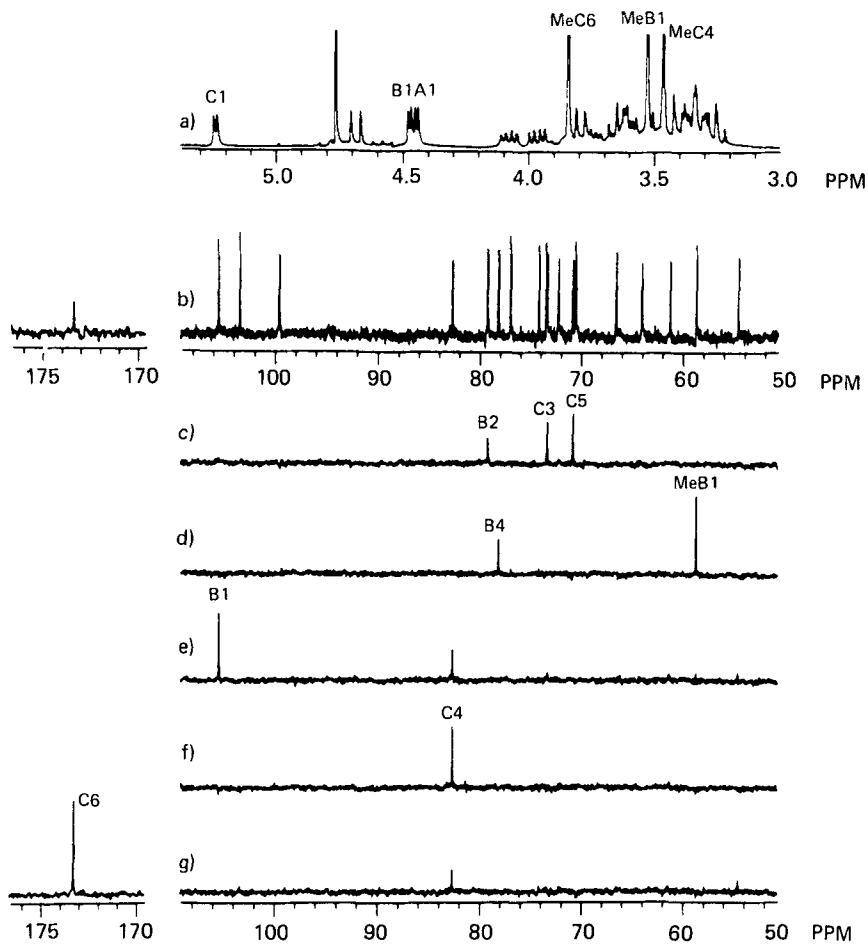 MeC6 MeB1 MeC4
C1 B1A1
a)
5.0 4.5 4.0 3.5 3.0 PPM
b)
175 170 100 90 80 70 60 50 PPM
c) B2 C3 C5
d) B4 MeB1
e) B1
f) C4
C6
g)
175 170 100 90 80 70 60 50 PPM